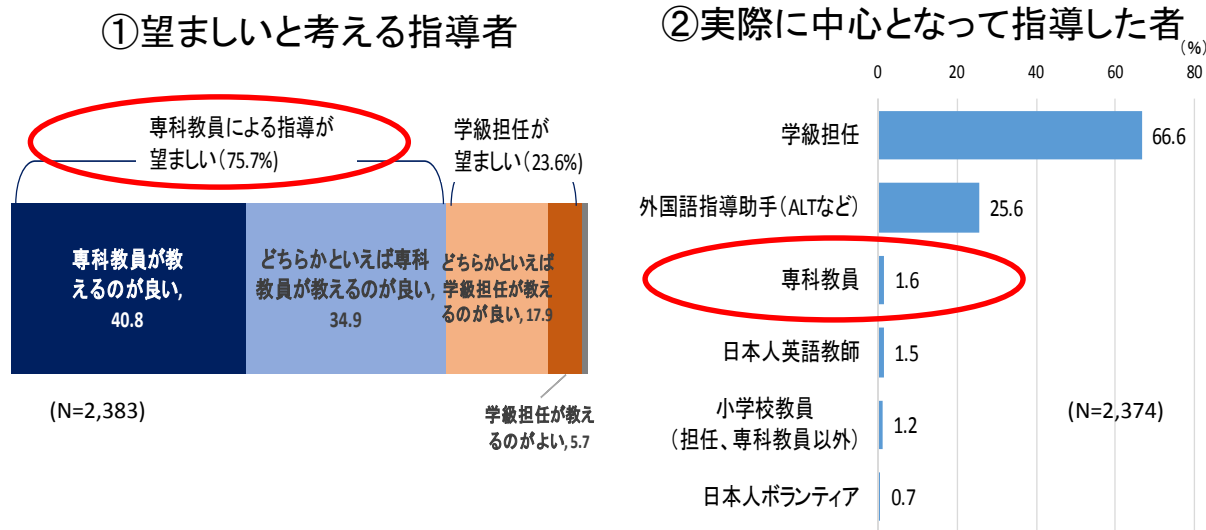 ①望ましいと考える指導者
専科教員による指導が
望ましい(75.7%)
学級担任が
望ましい(23.6%)
専科教員が教
えるのが良い,
40.8
どちらかといえば専科
教員が教えるのが良い,
34.9
どちらかといえば
学級担任が教え
るのが良い, 17.9
学級担任が教え
るのがよい, 5.7
(N=2,383)
②実際に中心となって指導した者
(%)
0 20 40 60 80
学級担任 66.6
外国語指導助手(ALTなど) 25.6
専科教員 1.6
日本人英語教師 1.5
小学校教員
(担任、専科教員以外) 1.2
(N=2,374)
日本人ボランティア 0.7